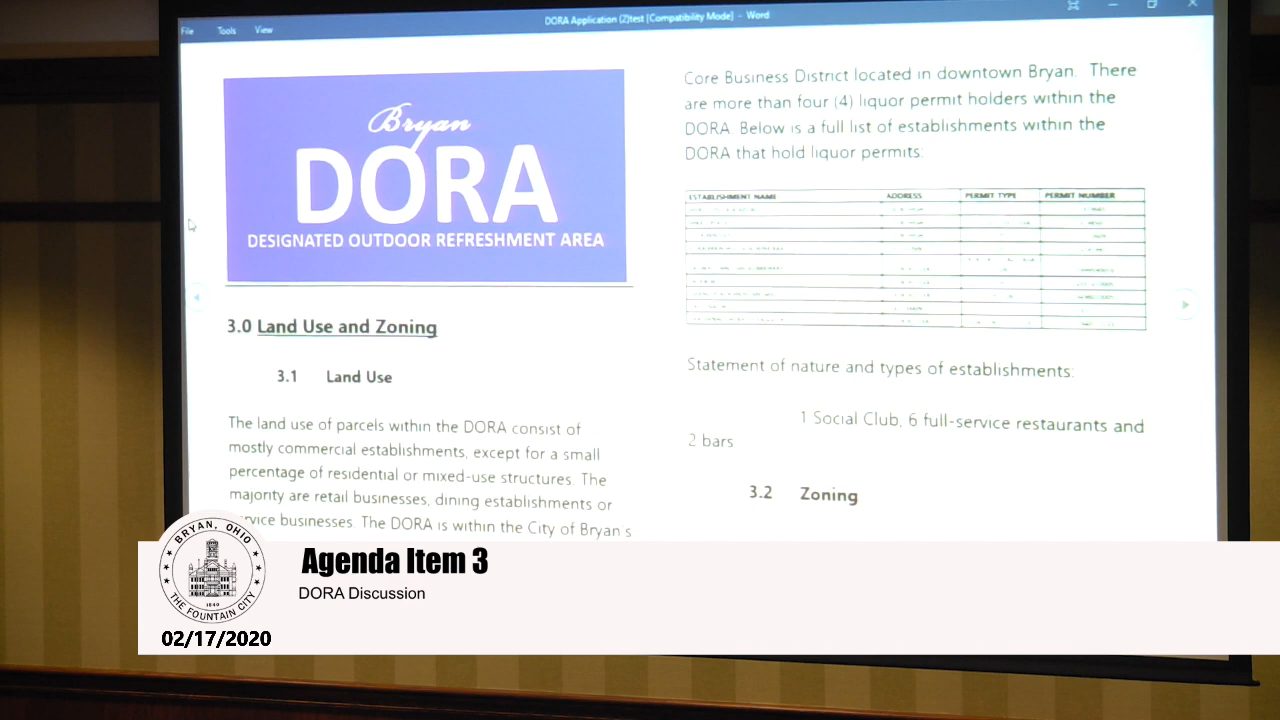 DORA Application (2)test [Compatibility Mode] - Word
File Tools View
Bryan
DORA
DESIGNATED OUTDOOR REFRESHMENT AREA
3.0 Land Use and Zoning
3.1 Land Use
The land use of parcels within the DORA consist of
mostly commercial establishments, except for a small
percentage of residential or mixed-use structures. The
majority are retail businesses, dining establishments or
service businesses. The DORA is within the City of Bryan s
Core Business District located in downtown Bryan. There
are more than four (4) liquor permit holders within the
DORA. Below is a full list of establishments within the
DORA that hold liquor permits:
ESTABLISHMENT NAME ADDRESS PERMIT TYPE PERMIT NUMBER
Statement of nature and types of establishments:
1 Social Club, 6 full-service restaurants and
2 bars
3.2 Zoning
BRYAN, OHIO
1840
THE FOUNTAIN CITY
Agenda Item 3
DORA Discussion
02/17/2020